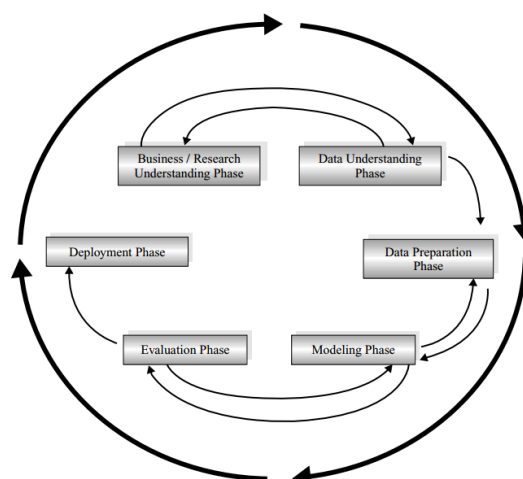 Business / Research
Understanding Phase
Data Understanding
Phase
Deployment Phase
Data Preparation
Phase
Evaluation Phase
Modeling Phase